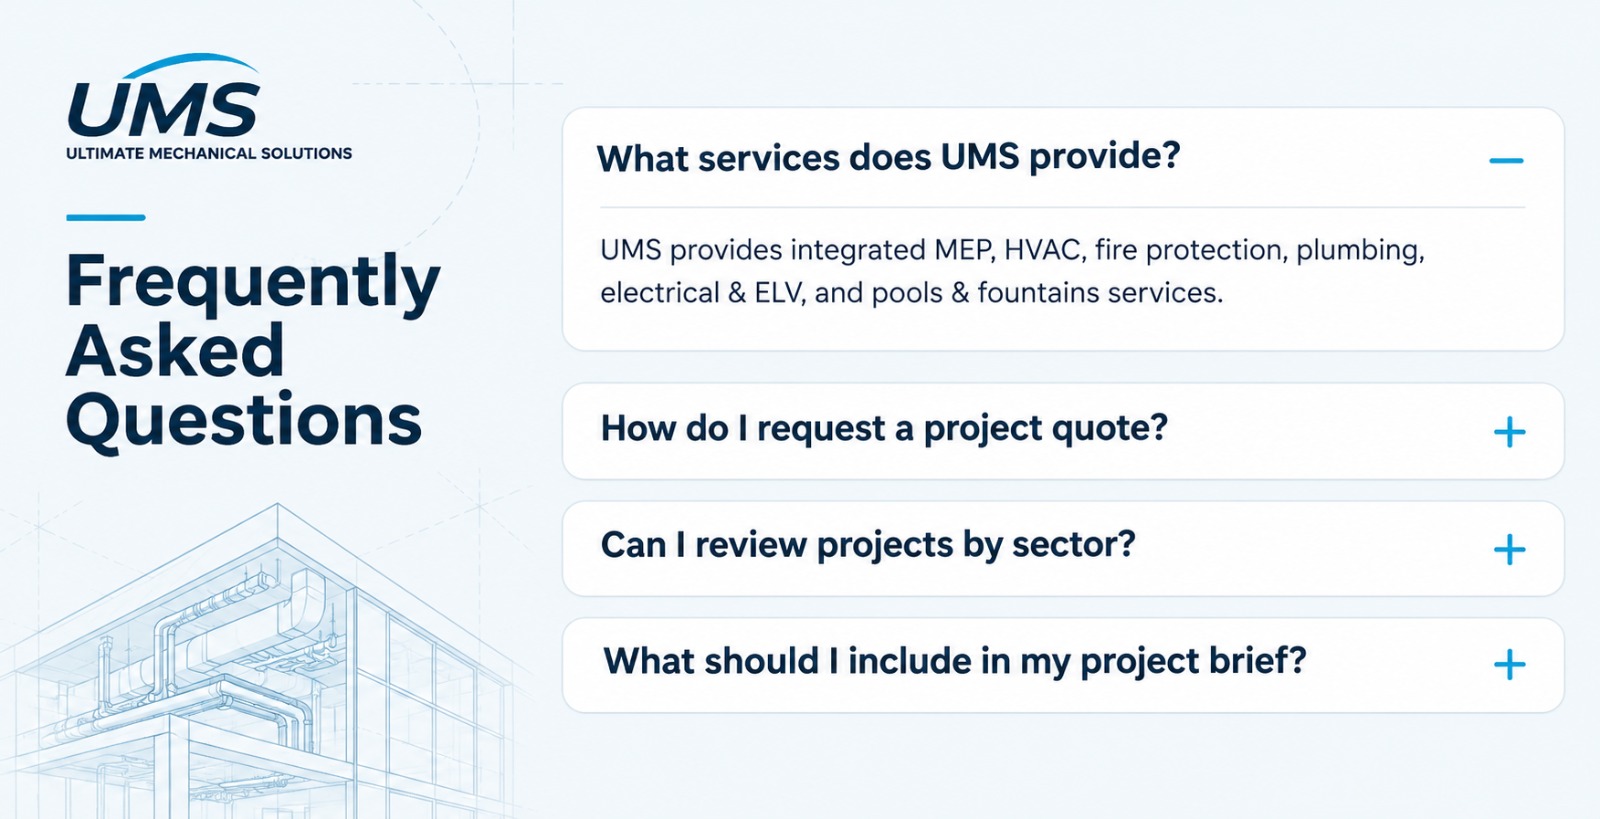 UMS
ULTIMATE MECHANICAL SOLUTIONS
Frequently
Asked
Questions
What services does UMS provide?
UMS provides integrated MEP, HVAC, fire protection, plumbing,
electrical & ELV, and pools & fountains services.
How do I request a project quote?
Can I review projects by sector?
What should I include in my project brief?